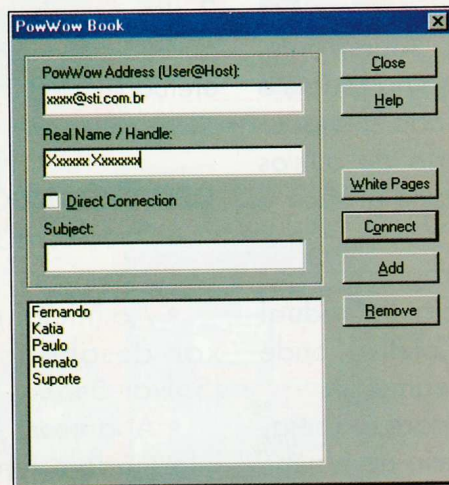 PowWow Book
PowWow Address (User@Host):
xxxx@sti.com.br
Real Name / Handle:
Xxxxxx Xxxxxxx
Direct Connection
Subject:
Fernando
Katia
Paulo
Renato
Suporte
Close
Help
White Pages
Connect
Add
Remove